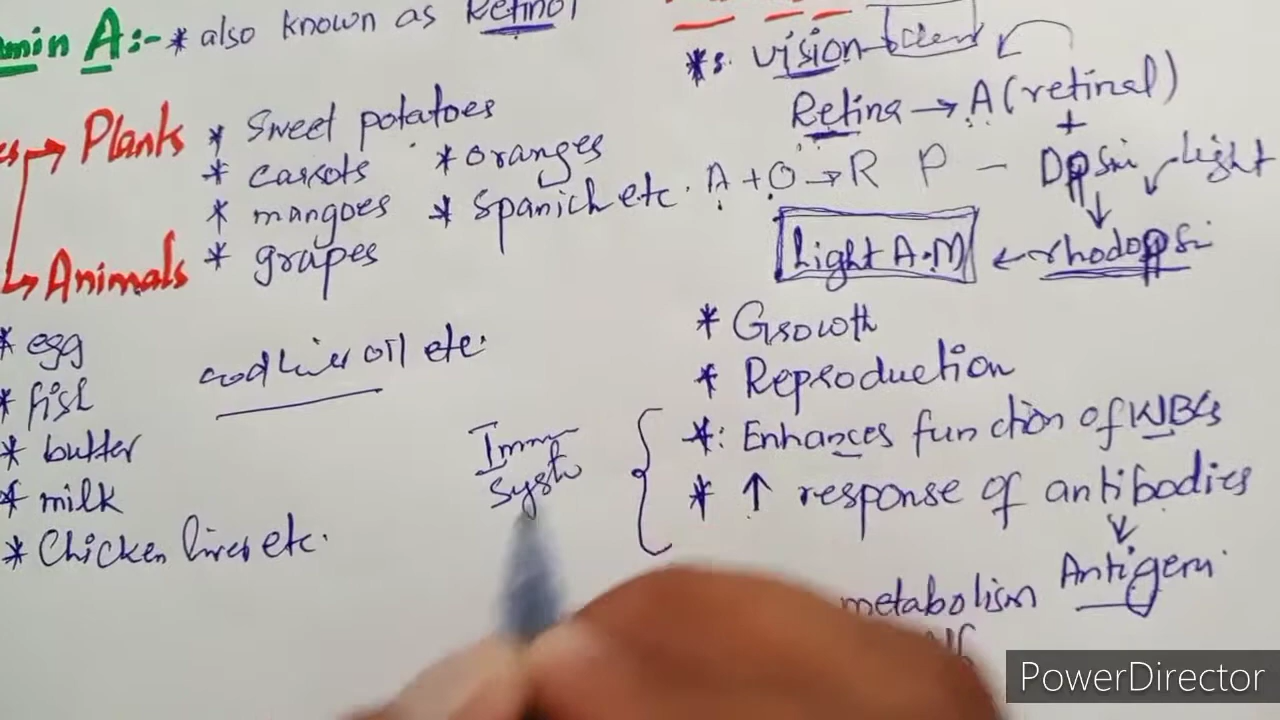 min A:- * also known as Retinol
Plants * Sweet potatoes
* carrots * oranges
* mangoes * Spanich etc.
* grapes
Animals
* egg
* fish
* butter
* milk
* Chicken liver etc.
cod liver oil etc.
* vision
Retina → A (retinal)
+
A + O → R P - Opsin light
Light A.M ← rhodopsin
* Growth
* Reproduction
Imm
Syst
*: Enhances function of WBCs
* ↑ response of antibodies
metabolism Antigen
PowerDirector